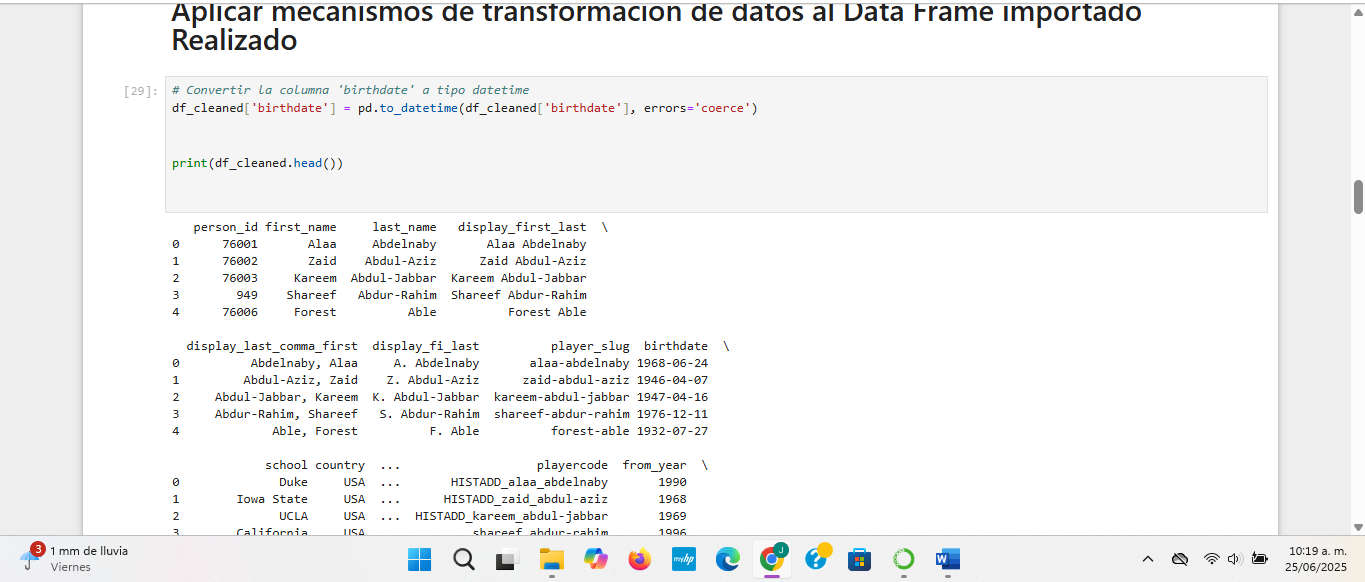 Aplicar mecanismos de transformación de datos al Data Frame importado
Realizado
[29]:
# Convertir la columna 'birthdate' a tipo datetime
df_cleaned['birthdate'] = pd.to_datetime(df_cleaned['birthdate'], errors='coerce')
print(df_cleaned.head())
   person_id first_name     last_name   display_first_last  \
0      76001       Alaa     Abdelnaby       Alaa Abdelnaby
1      76002       Zaid    Abdul-Aziz      Zaid Abdul-Aziz
2      76003     Kareem  Abdul-Jabbar  Kareem Abdul-Jabbar
3        949    Shareef   Abdur-Rahim  Shareef Abdur-Rahim
4      76006     Forest          Able          Forest Able
  display_last_comma_first  display_fi_last          player_slug  birthdate  \
0          Abdelnaby, Alaa     A. Abdelnaby       alaa-abdelnaby 1968-06-24
1         Abdul-Aziz, Zaid    Z. Abdul-Aziz      zaid-abdul-aziz 1946-04-07
2     Abdul-Jabbar, Kareem  K. Abdul-Jabbar  kareem-abdul-jabbar 1947-04-16
3     Abdur-Rahim, Shareef   S. Abdur-Rahim  shareef-abdur-rahim 1976-12-11
4             Able, Forest          F. Able          forest-able 1932-07-27
             school country  ...                   playercode  from_year  \
0              Duke     USA  ...       HISTADD_alaa_abdelnaby       1990
1        Iowa State     USA  ...      HISTADD_zaid_abdul-aziz       1968
2              UCLA     USA  ...  HISTADD_kareem_abdul-jabbar       1969
3        California     USA  ...          shareef_abdur-rahim       1996
3
1 mm de lluvia
Viernes
myhp
J
?
W
10:19 a. m.
25/06/2025